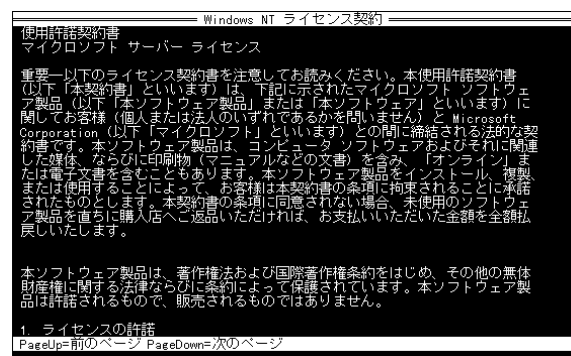 Windows NT ライセンス契約
使用許諾契約書
マイクロソフト サーバー ライセンス
重要―以下のライセンス契約書を注意してお読みください。本使用許諾契約書
(以下「本契約書」といいます)は、下記に示されたマイクロソフト ソフトウェ
ア製品(以下「本ソフトウェア製品」または「本ソフトウェア」といいます)に
関してお客様(個人または法人のいずれであるかを問いません)と Microsoft
Corporation(以下「マイクロソフト」といいます)との間に締結される法的な契
約書です。本ソフトウェア製品は、コンピュータ ソフトウェアおよびそれに関連
した媒体、ならびに印刷物(マニュアルなどの文書)を含み、「オンライン」ま
たは電子文書を含むこともあります。本ソフトウェア製品をインストール、複製、
または使用することによって、お客様は本契約書の条項に拘束されることに承諾
されたものとします。本契約書の条項に同意されない場合、未使用のソフトウェ
ア製品を直ちに購入店へご返品いただければ、お支払いいただいた金額を全額払
戻しいたします。
本ソフトウェア製品は、著作権法および国際著作権条約をはじめ、その他の無体
財産権に関する法律ならびに条約によって保護されています。本ソフトウェア製
品は許諾されるもので、販売されるものではありません。
1. ライセンスの許諾
PageUp=前のページ PageDown=次のページ